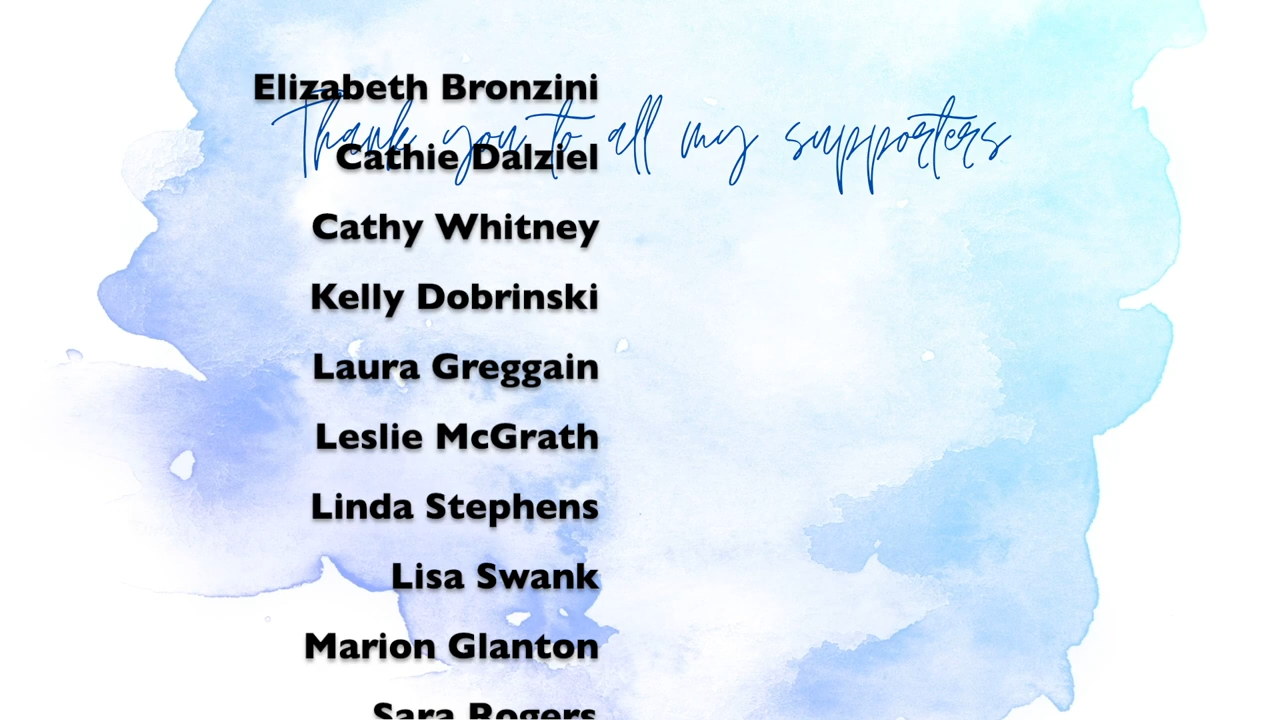 Elizabeth Bronzini
Thank you to all my supporters
Cathie Dalziel
Cathy Whitney
Kelly Dobrinski
Laura Greggain
Leslie McGrath
Linda Stephens
Lisa Swank
Marion Glanton
Sara Rogers